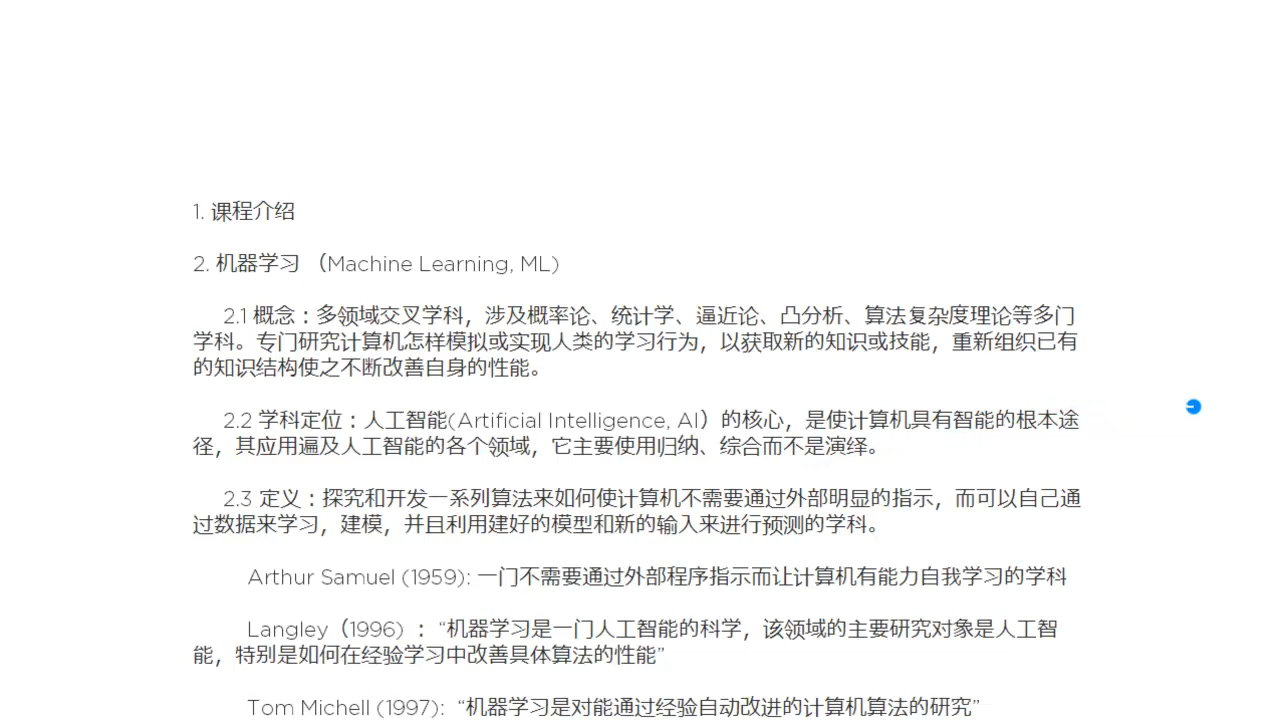 1. 课程介绍
2. 机器学习 （Machine Learning, ML)
2.1 概念：多领域交叉学科，涉及概率论、统计学、逼近论、凸分析、算法复杂度理论等多门
学科。专门研究计算机怎样模拟或实现人类的学习行为，以获取新的知识或技能，重新组织已有
的知识结构使之不断改善自身的性能。
2.2 学科定位：人工智能(Artificial Intelligence, AI）的核心，是使计算机具有智能的根本途
径，其应用遍及人工智能的各个领域，它主要使用归纳、综合而不是演绎。
2.3 定义：探究和开发一系列算法来如何使计算机不需要通过外部明显的指示，而可以自己通
过数据来学习，建模，并且利用建好的模型和新的输入来进行预测的学科。
Arthur Samuel (1959): 一门不需要通过外部程序指示而让计算机有能力自我学习的学科
Langley（1996) ：“机器学习是一门人工智能的科学，该领域的主要研究对象是人工智
能，特别是如何在经验学习中改善具体算法的性能”
Tom Michell (1997): “机器学习是对能通过经验自动改进的计算机算法的研究”